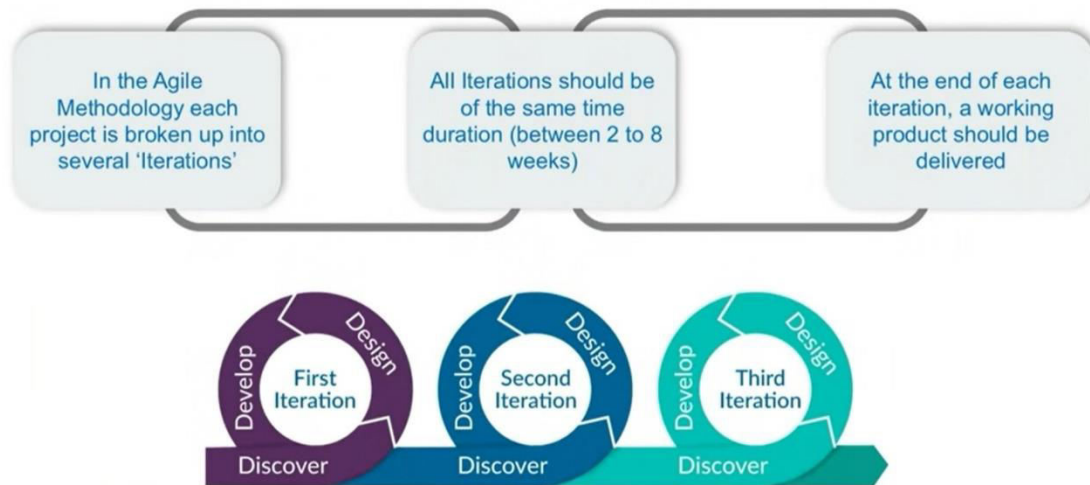 In the Agile
Methodology each
project is broken up into
several ‘Iterations’
All Iterations should be
of the same time
duration (between 2 to 8
weeks)
At the end of each
iteration, a working
product should be
delivered
Develop
Design
First
Iteration
Discover
Develop
Design
Second
Iteration
Discover
Develop
Design
Third
Iteration
Discover